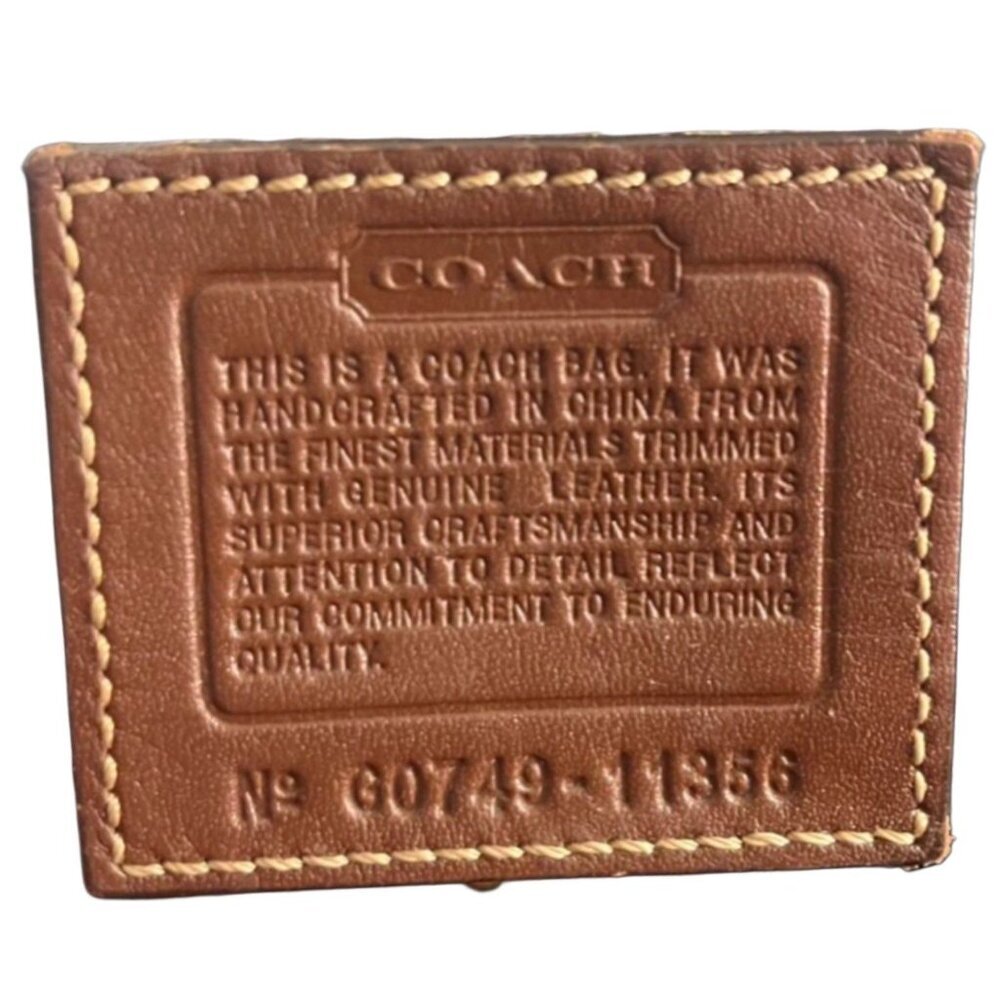 COACH
THIS IS A COACH BAG. IT WAS
HANDCRAFTED IN CHINA FROM
THE FINEST MATERIALS TRIMMED
WITH GENUINE LEATHER. ITS
SUPERIOR CRAFTSMANSHIP AND
ATTENTION TO DETAIL REFLECT
OUR COMMITMENT TO ENDURING
QUALITY.
Nº G0749-11356